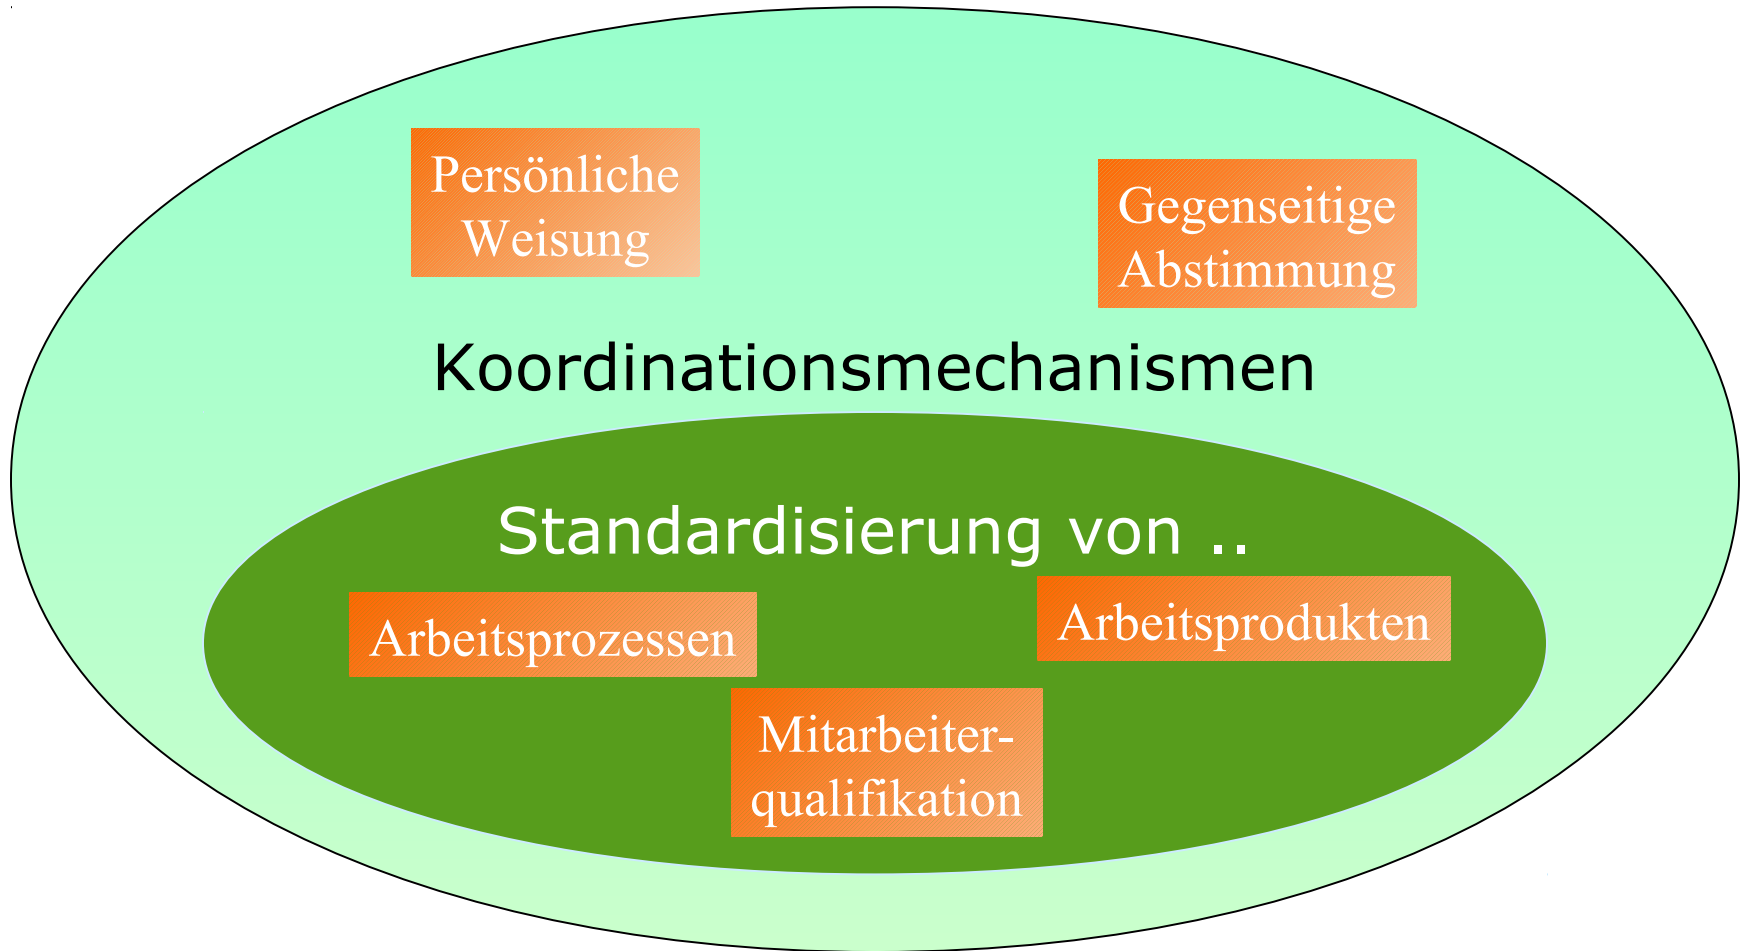 Persönliche
Weisung
Gegenseitige
Abstimmung
Koordinationsmechanismen
Standardisierung von ..
Arbeitsprozessen
Arbeitsprodukten
Mitarbeiter-
qualifikation